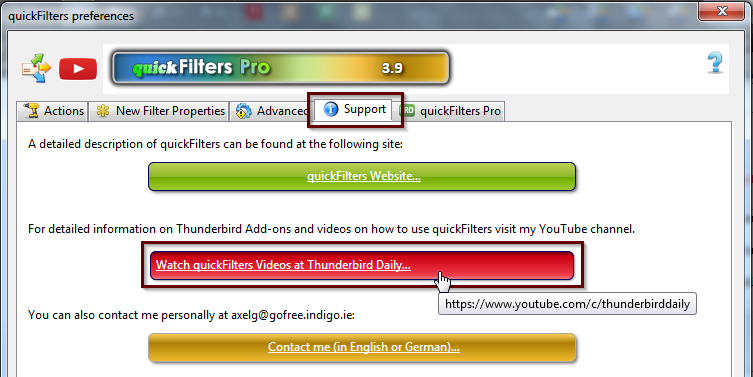 quickFilters preferences
quickFilters Pro 3.9
Actions New Filter Properties Advanced Support quickFilters Pro
A detailed description of quickFilters can be found at the following site:
quickFilters Website...
For detailed information on Thunderbird Add-ons and videos on how to use quickFilters visit my YouTube channel.
Watch quickFilters Videos at Thunderbird Daily...
https://www.youtube.com/c/thunderbirddaily
You can also contact me personally at axelg@gofree.indigo.ie:
Contact me (in English or German)...